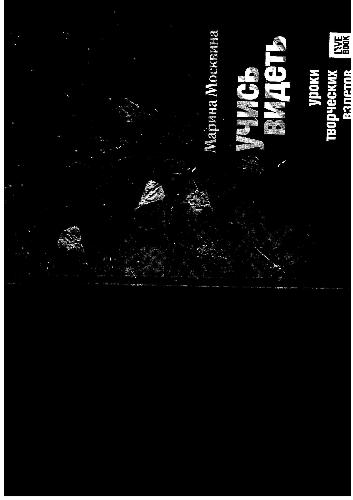 Марина Москвина
учись
видеть
уроки
творческих
взлетов
LIVE
BOOK